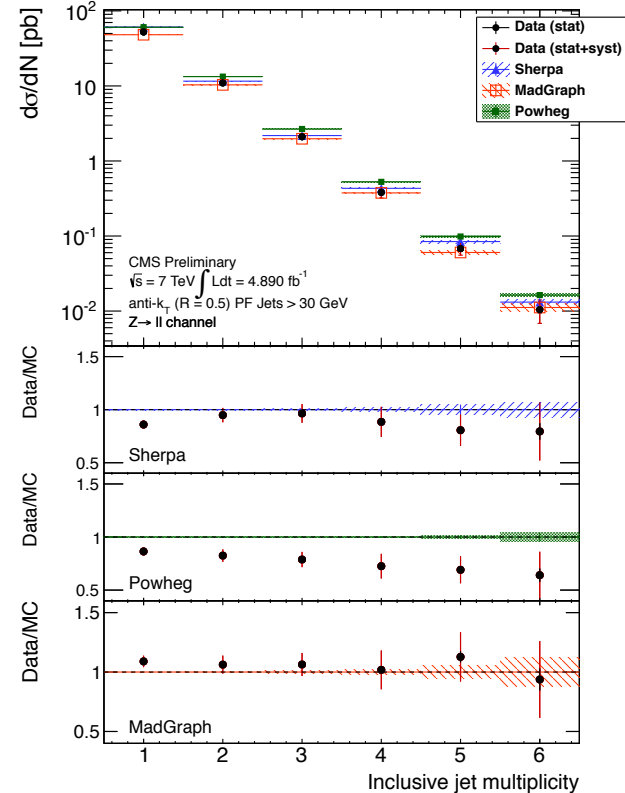 dσ/dN [pb]
10²
10
1
10⁻¹
10⁻²
Data (stat)
Data (stat+syst)
Sherpa
MadGraph
Powheg
CMS Preliminary
√s = 7 TeV ∫ Ldt = 4.890 fb⁻¹
anti-k_T (R = 0.5) PF Jets > 30 GeV
Z→ ll channel
Data/MC
1.5
1
0.5
Sherpa
Data/MC
1.5
1
0.5
Powheg
Data/MC
1.5
1
0.5
MadGraph
1 2 3 4 5 6
Inclusive jet multiplicity